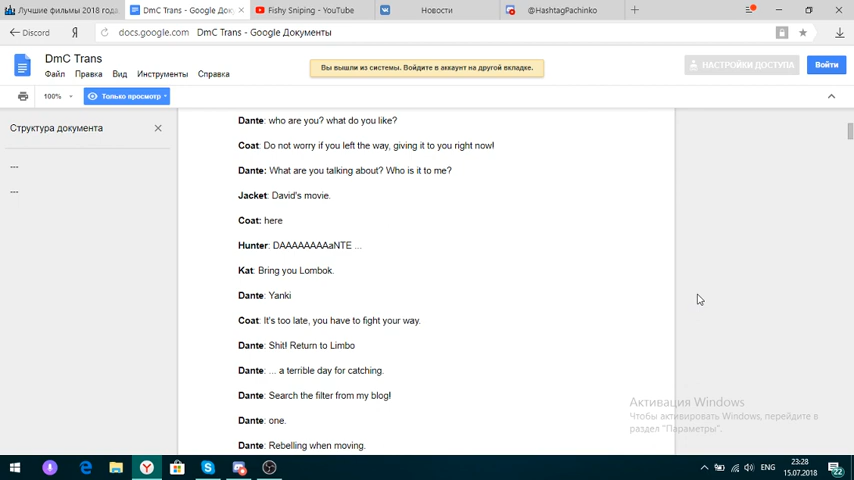 Лучшие фильмы 2018 года
DmC Trans - Google Док
Fishy Sniping - YouTube
Новости
@HashtagPachinko
Discord
Я
docs.google.com
DmC Trans - Google Документы
DmC Trans
Файл Правка Вид Инструменты Справка
Вы вышли из системы. Войдите в аккаунт на другой вкладке.
НАСТРОЙКИ ДОСТУПА
Войти
100%
Только просмотр
Структура документа
---
---
Dante: who are you? what do you like?
Coat: Do not worry if you left the way, giving it to you right now!
Dante: What are you talking about? Who is it to me?
Jacket: David's movie.
Coat: here
Hunter: DAAAAAAAAaNTE ...
Kat: Bring you Lombok.
Dante: Yanki
Coat: It's too late, you have to fight your way.
Dante: Shit! Return to Limbo
Dante: ... a terrible day for catching.
Dante: Search the filter from my blog!
Dante: one.
Dante: Rebelling when moving.
Активация Windows
Чтобы активировать Windows, перейдите в
раздел "Параметры".
ENG
23:28
15.07.2018
22